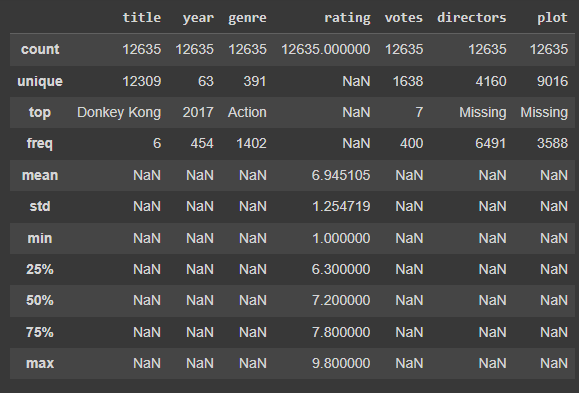 title year genre rating votes directors plot
count 12635 12635 12635 12635.000000 12635 12635 12635
unique 12309 63 391 NaN 1638 4160 9016
top Donkey Kong 2017 Action NaN 7 Missing Missing
freq 6 454 1402 NaN 400 6491 3588
mean NaN NaN NaN 6.945105 NaN NaN NaN
std NaN NaN NaN 1.254719 NaN NaN NaN
min NaN NaN NaN 1.000000 NaN NaN NaN
25% NaN NaN NaN 6.300000 NaN NaN NaN
50% NaN NaN NaN 7.200000 NaN NaN NaN
75% NaN NaN NaN 7.800000 NaN NaN NaN
max NaN NaN NaN 9.800000 NaN NaN NaN